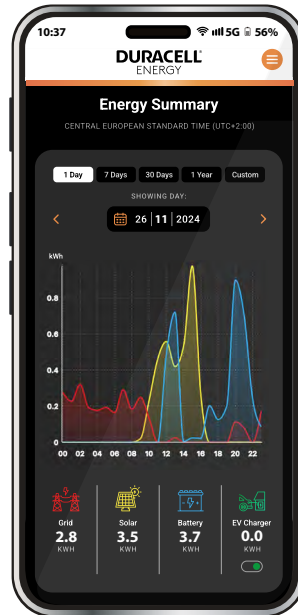 10:37 5G 56%
DURACELL
ENERGY
Energy Summary
CENTRAL EUROPEAN STANDARD TIME (UTC+2:00)
1 Day 7 Days 30 Days 1 Year Custom
SHOWING DAY:
26 | 11 | 2024
kWh
0.8
0.6
0.4
0.2
0
00 02 04 06 08 10 12 14 16 18 20 22
Grid Solar Battery EV Charger
2.8 3.5 3.7 0.0
KWH KWH KWH KWH